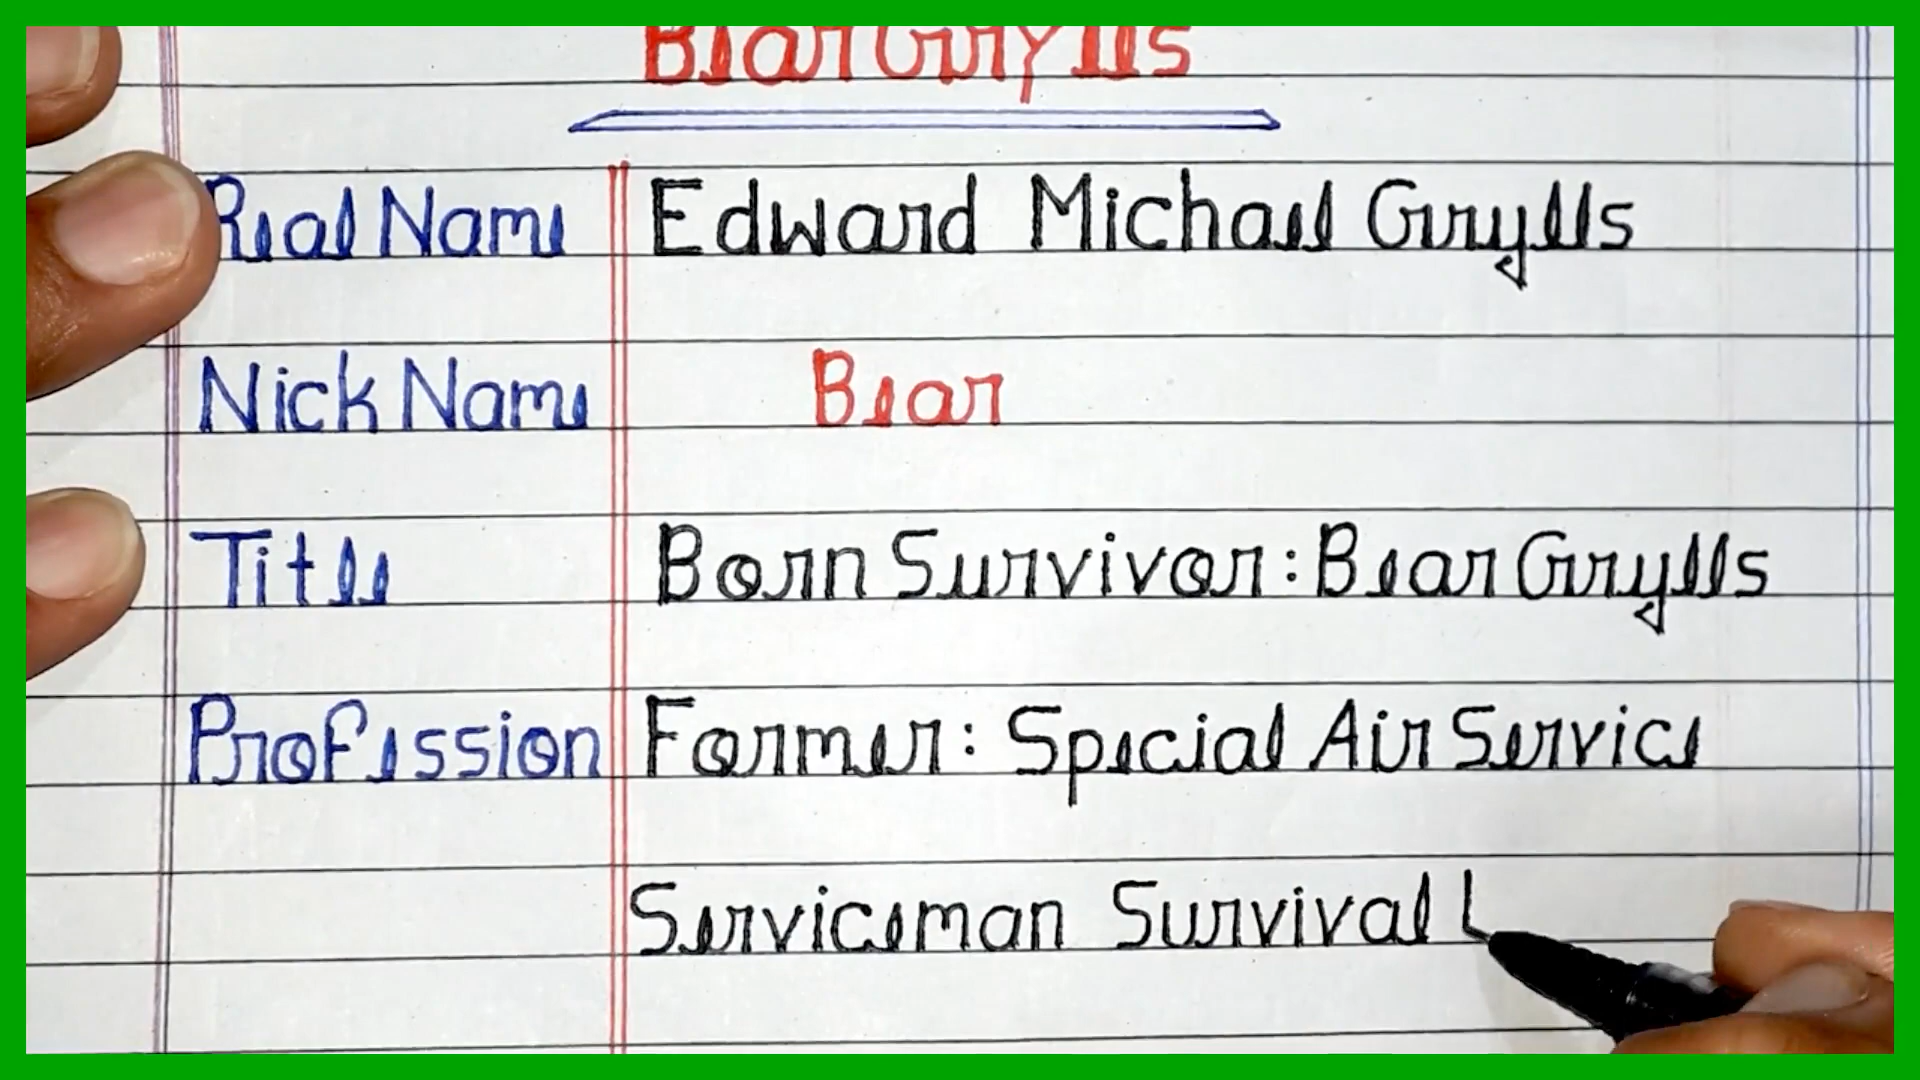 Bear Grylls
Real Name Edward Michael Grylls
Nick Name Bear
Title Born Survivor: Bear Grylls
Profession Former: Special Air Service
Serviceman Survival